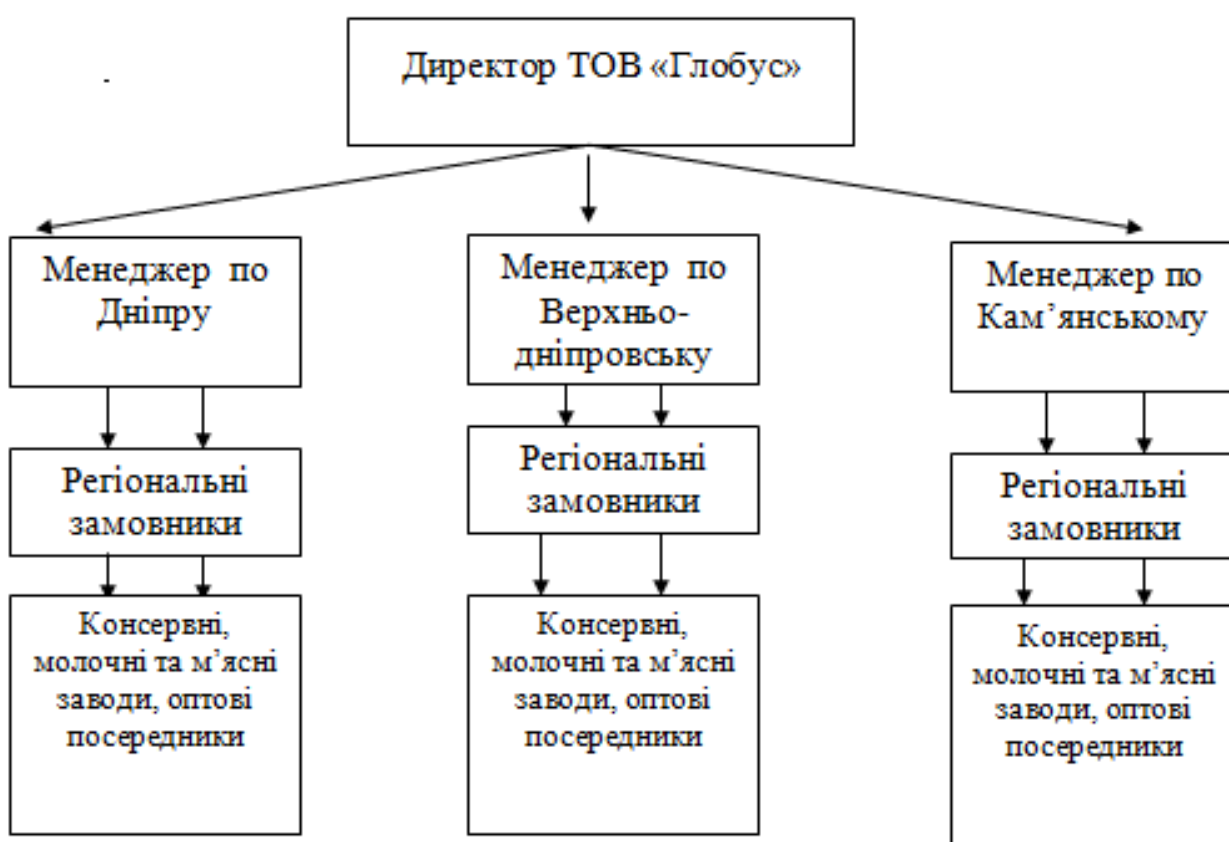 Директор ТОВ «Глобус»
Менеджер по
Дніпру
Регіональні
замовники
Консервні,
молочні та м’ясні
заводи, оптові
посередники
Менеджер по
Верхньо-
дніпровську
Регіональні
замовники
Консервні,
молочні та м’ясні
заводи, оптові
посередники
Менеджер по
Кам’янському
Регіональні
замовники
Консервні,
молочні та м’ясні
заводи, оптові
посередники